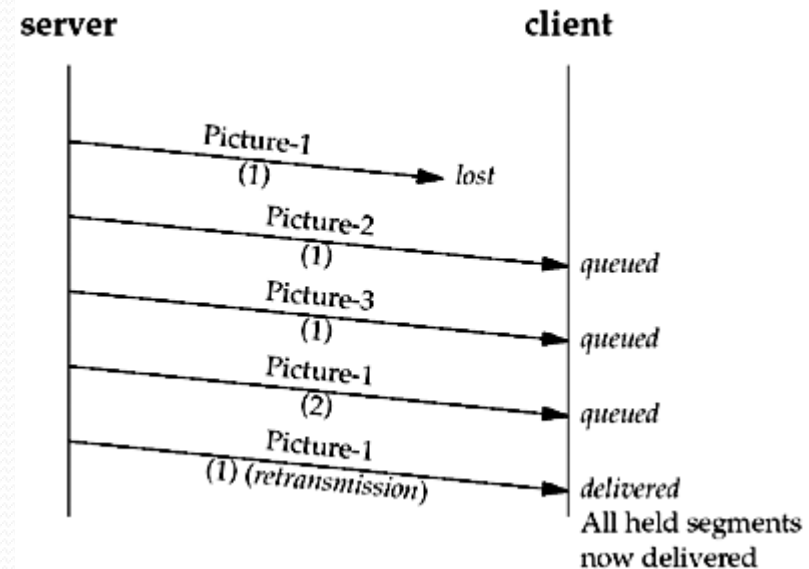 server
client
Picture-1
(1)
lost
Picture-2
(1)
queued
Picture-3
(1)
queued
Picture-1
(2)
queued
Picture-1
(1) (retransmission)
delivered
All held segments
now delivered